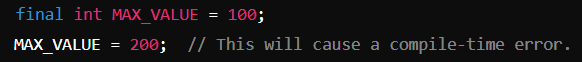 final int MAX_VALUE = 100;
MAX_VALUE = 200;  // This will cause a compile-time error.